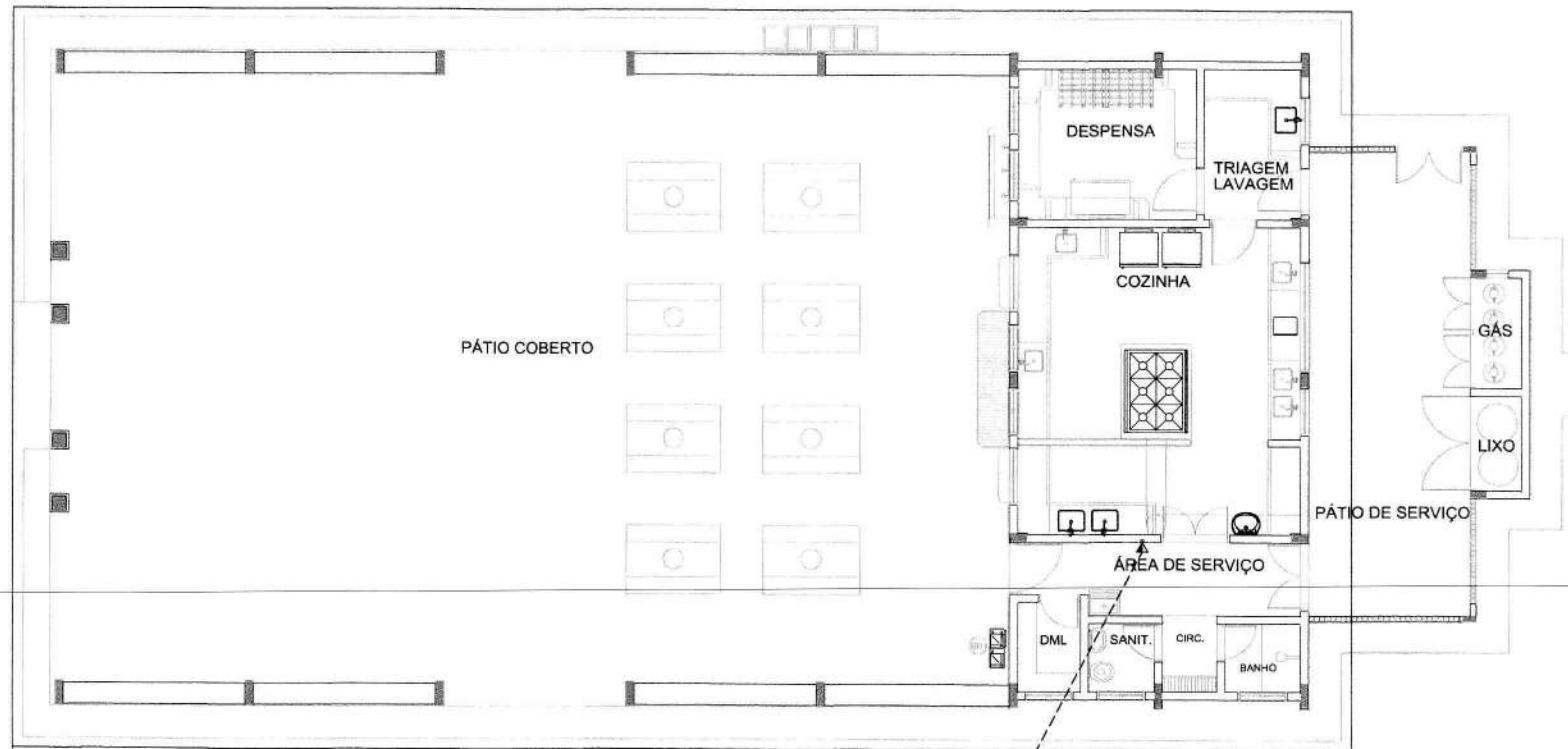 DESPENSA
TRIAGEM
LAVAGEM
COZINHA
GÁS
PÁTIO COBERTO
LIXO
PÁTIO DE SERVIÇO
ÁREA DE SERVIÇO
DML
SANIT.
CIRC.
BANHO